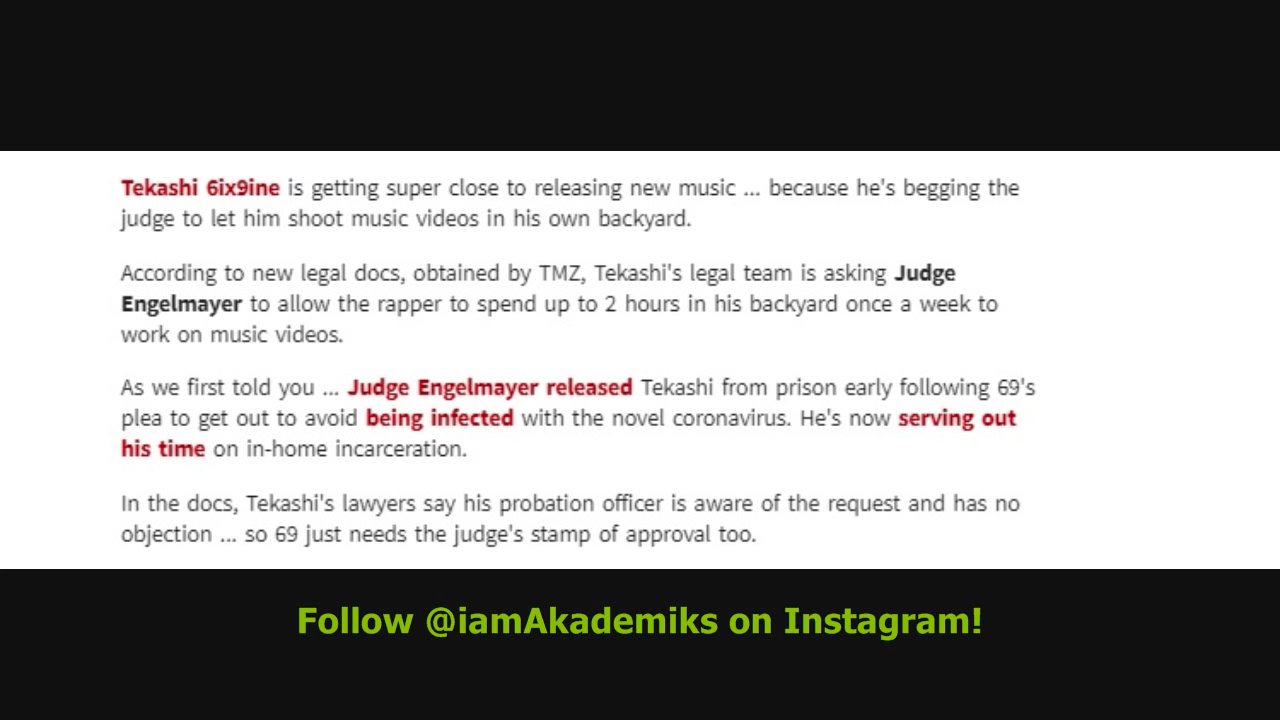 Tekashi 6ix9ine is getting super close to releasing new music ... because he's begging the
judge to let him shoot music videos in his own backyard.
According to new legal docs, obtained by TMZ, Tekashi's legal team is asking Judge
Engelmayer to allow the rapper to spend up to 2 hours in his backyard once a week to
work on music videos.
As we first told you ... Judge Engelmayer released Tekashi from prison early following 69's
plea to get out to avoid being infected with the novel coronavirus. He's now serving out
his time on in-home incarceration.
In the docs, Tekashi's lawyers say his probation officer is aware of the request and has no
objection ... so 69 just needs the judge's stamp of approval too.
Follow @iamAkademiks on Instagram!